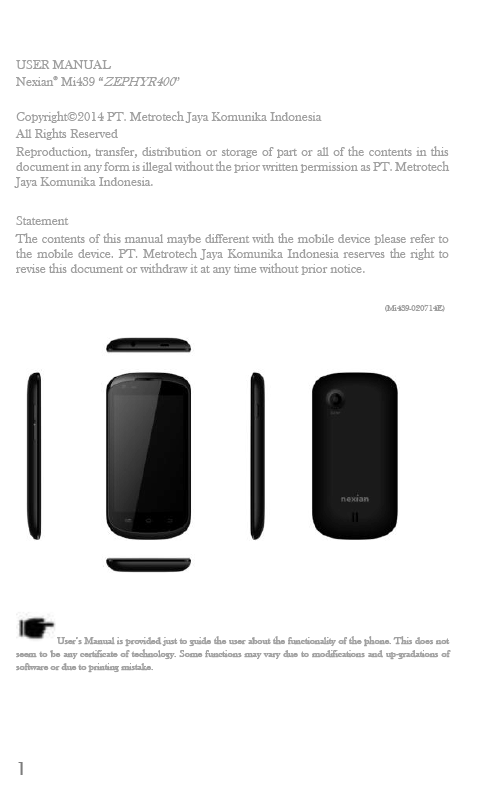 USER MANUAL
Nexian® Mi439 “ZEPHYR400”
Copyright©2014 PT. Metrotech Jaya Komunika Indonesia
All Rights Reserved
Reproduction, transfer, distribution or storage of part or all of the contents in this
document in any form is illegal without the prior written permission as PT. Metrotech
Jaya Komunika Indonesia.
Statement
The contents of this manual maybe different with the mobile device please refer to
the mobile device. PT. Metrotech Jaya Komunika Indonesia reserves the right to
revise this document or withdraw it at any time without prior notice.
(Mi439-020714E)
nexian
User's Manual is provided just to guide the user about the functionality of the phone. This does not
seem to be any certificate of technology. Some functions may vary due to modifications and up-gradations of
software or due to printing mistake.
1